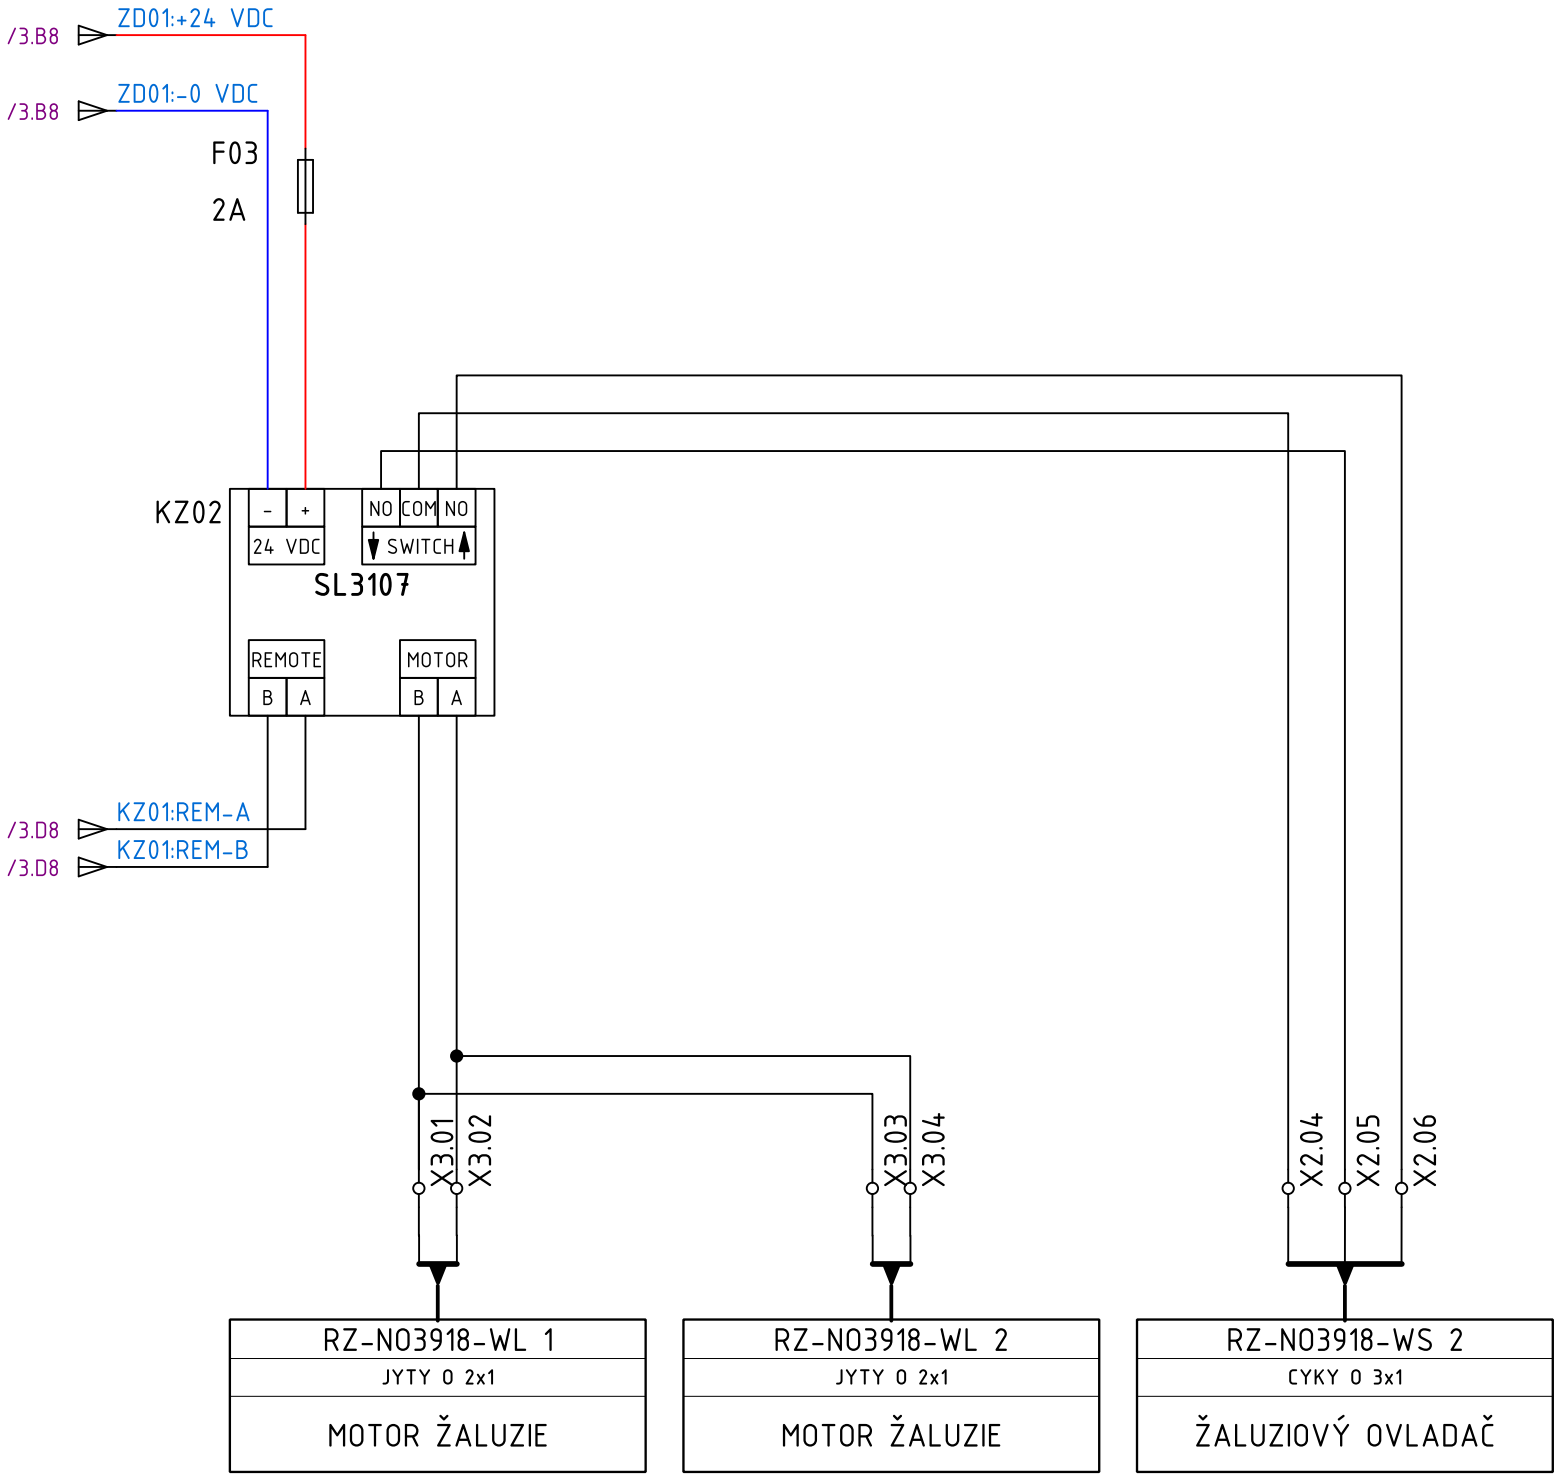 ZD01:+24 VDC
/3.B8
ZD01:-0 VDC
/3.B8
F03
2A
KZ02
- + NO COM NO
24 VDC SWITCH
SL3107
REMOTE MOTOR
B A B A
KZ01:REM-A
/3.D8
KZ01:REM-B
/3.D8
X3.01
X3.02
X3.03
X3.04
X2.04
X2.05
X2.06
RZ-NO3918-WL 1
JYTY O 2x1
MOTOR ŽALUZIE
RZ-NO3918-WL 2
JYTY O 2x1
MOTOR ŽALUZIE
RZ-NO3918-WS 2
CYKY O 3x1
ŽALUZIOVÝ OVLADAČ